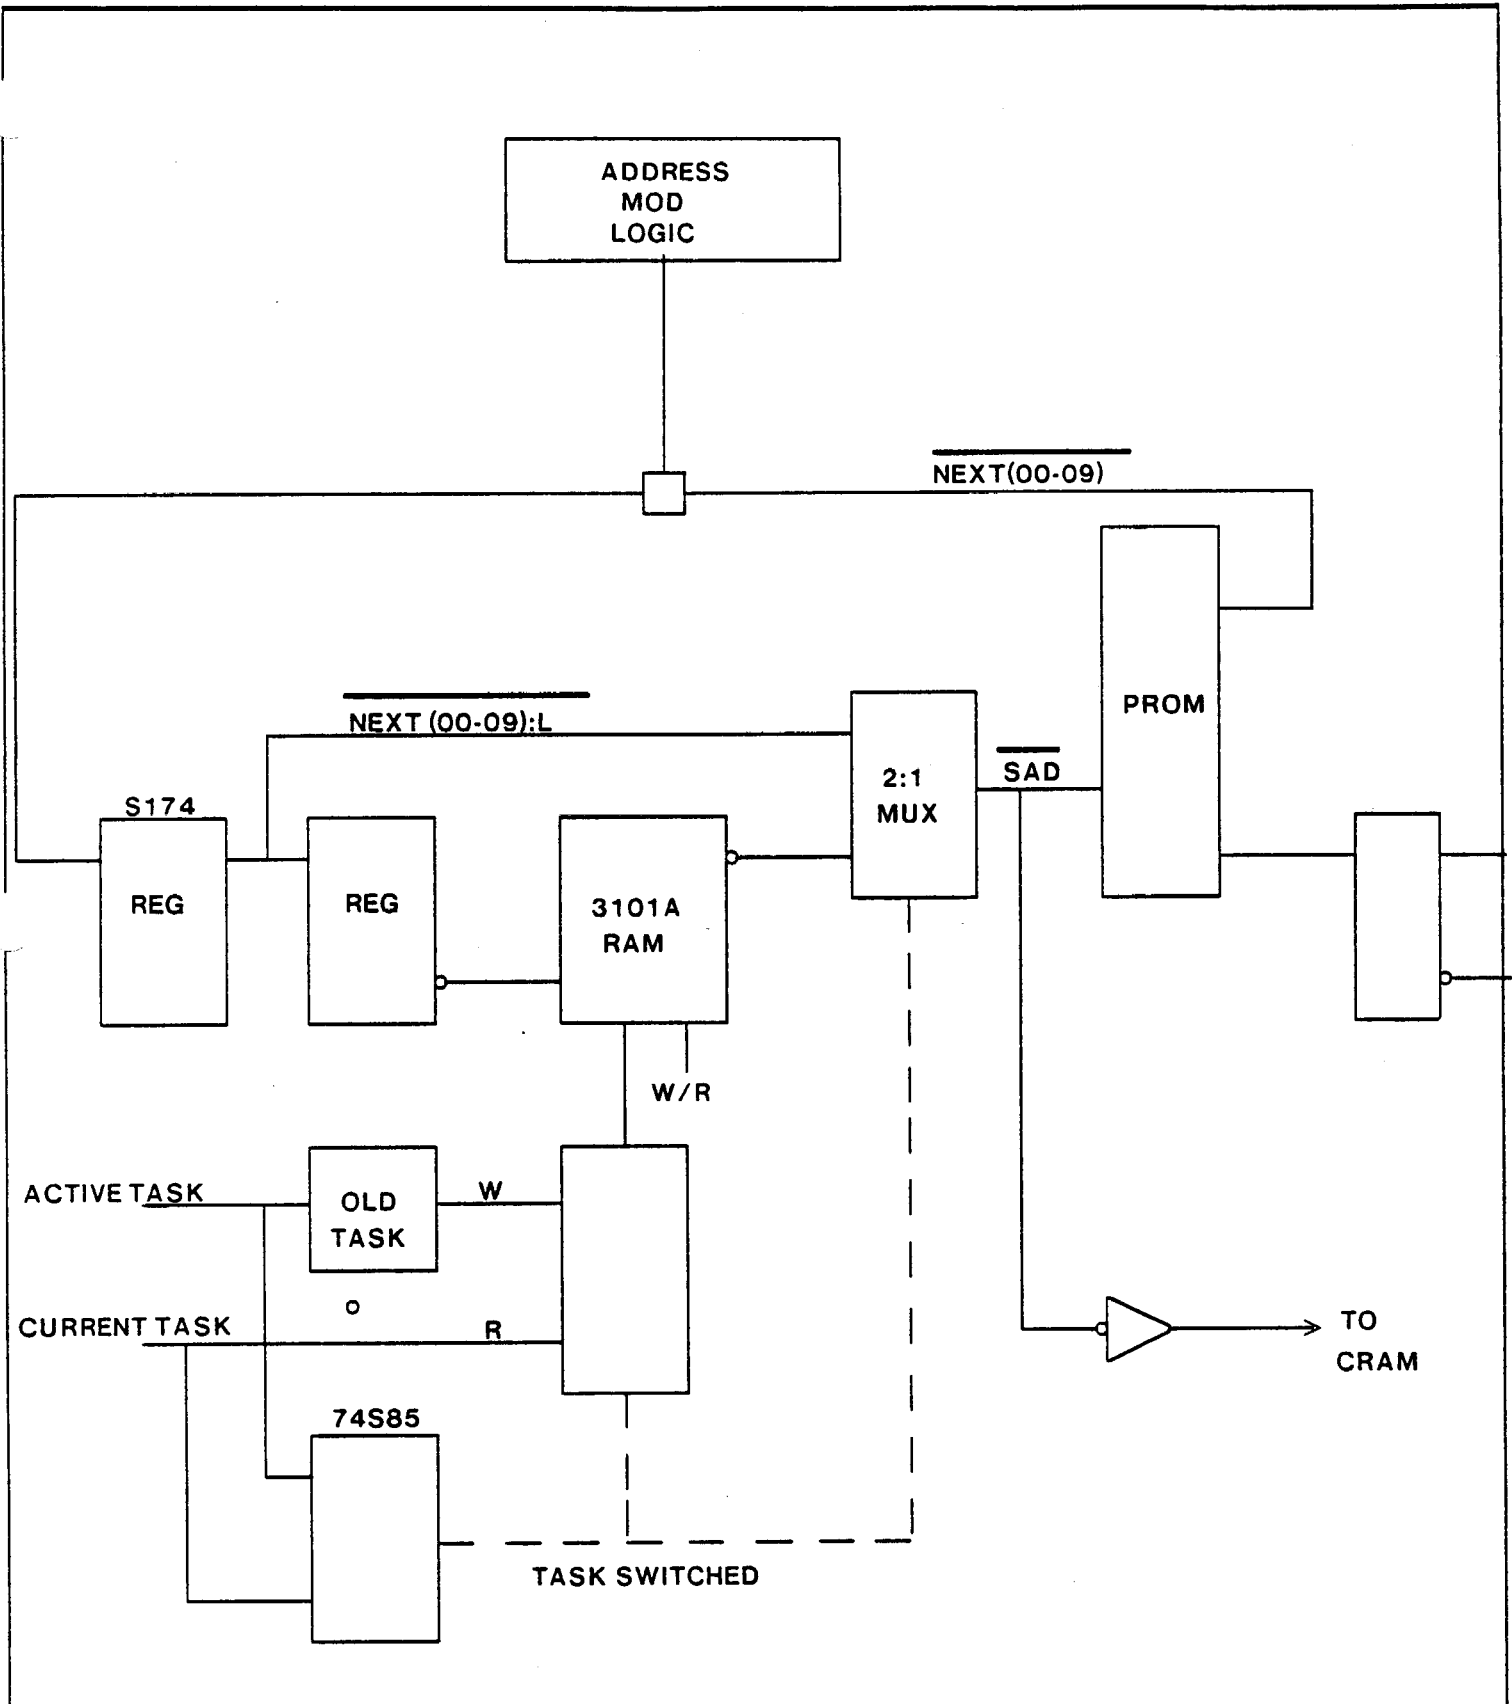 ADDRESS
MOD
LOGIC
NEXT(00-09)
PROM
NEXT (00-09):L
2:1
MUX
SAD
S174
REG
REG
3101A
RAM
W/R
ACTIVE TASK
OLD
TASK
W
CURRENT TASK
R
TO
CRAM
74S85
TASK SWITCHED